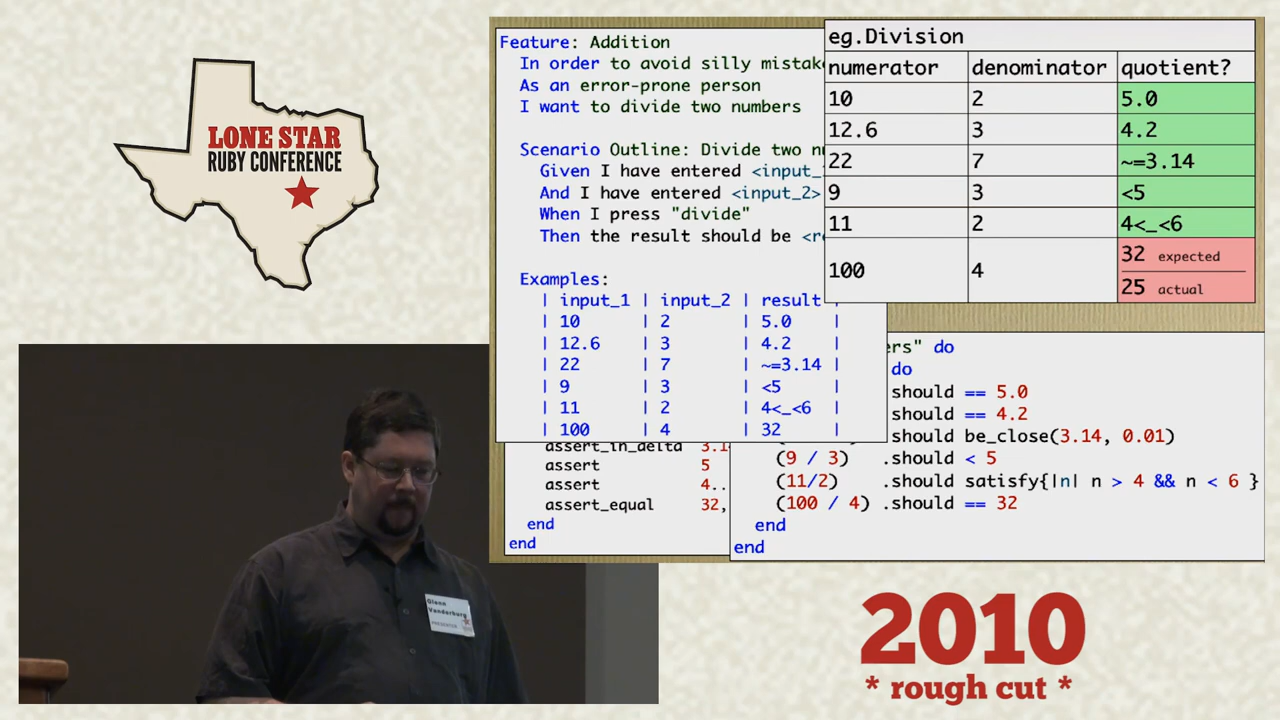 LONE STAR
RUBY CONFERENCE
Feature: Addition
In order to avoid silly
As an error-prone person
I want to divide two numbers
Scenario Outline: Divide two
Given I have entered
And I have entered <input_2>
When I press "divide"
Then the result should be
Examples:
| input_1 | input_2 | result
| 10 | 2 | 5.0 |
| 12.6 | 3 | 4.2 |
| 22 | 7 | ~=3.14 |
| 9 | 3 | <5 |
| 11 | 2 | 4<_<6 |
| 100 | 4 | 32 |
eg.Division
numerator denominator quotient?
10 2 5.0
12.6 3 4.2
22 7 ~=3.14
9 3 <5
11 2 4<_<6
100 4 32 expected
25 actual
assert_in_delta
assert 5
assert 4..
assert_equal 32,
end
end
do
do
.should == 5.0
.should == 4.2
.should be_close(3.14, 0.01)
(9 / 3) .should < 5
(11/2) .should satisfy{|n| n > 4 && n < 6 }
(100 / 4) .should == 32
end
end
Glenn
Vanderburg
PRESENTER
2010
* rough cut *